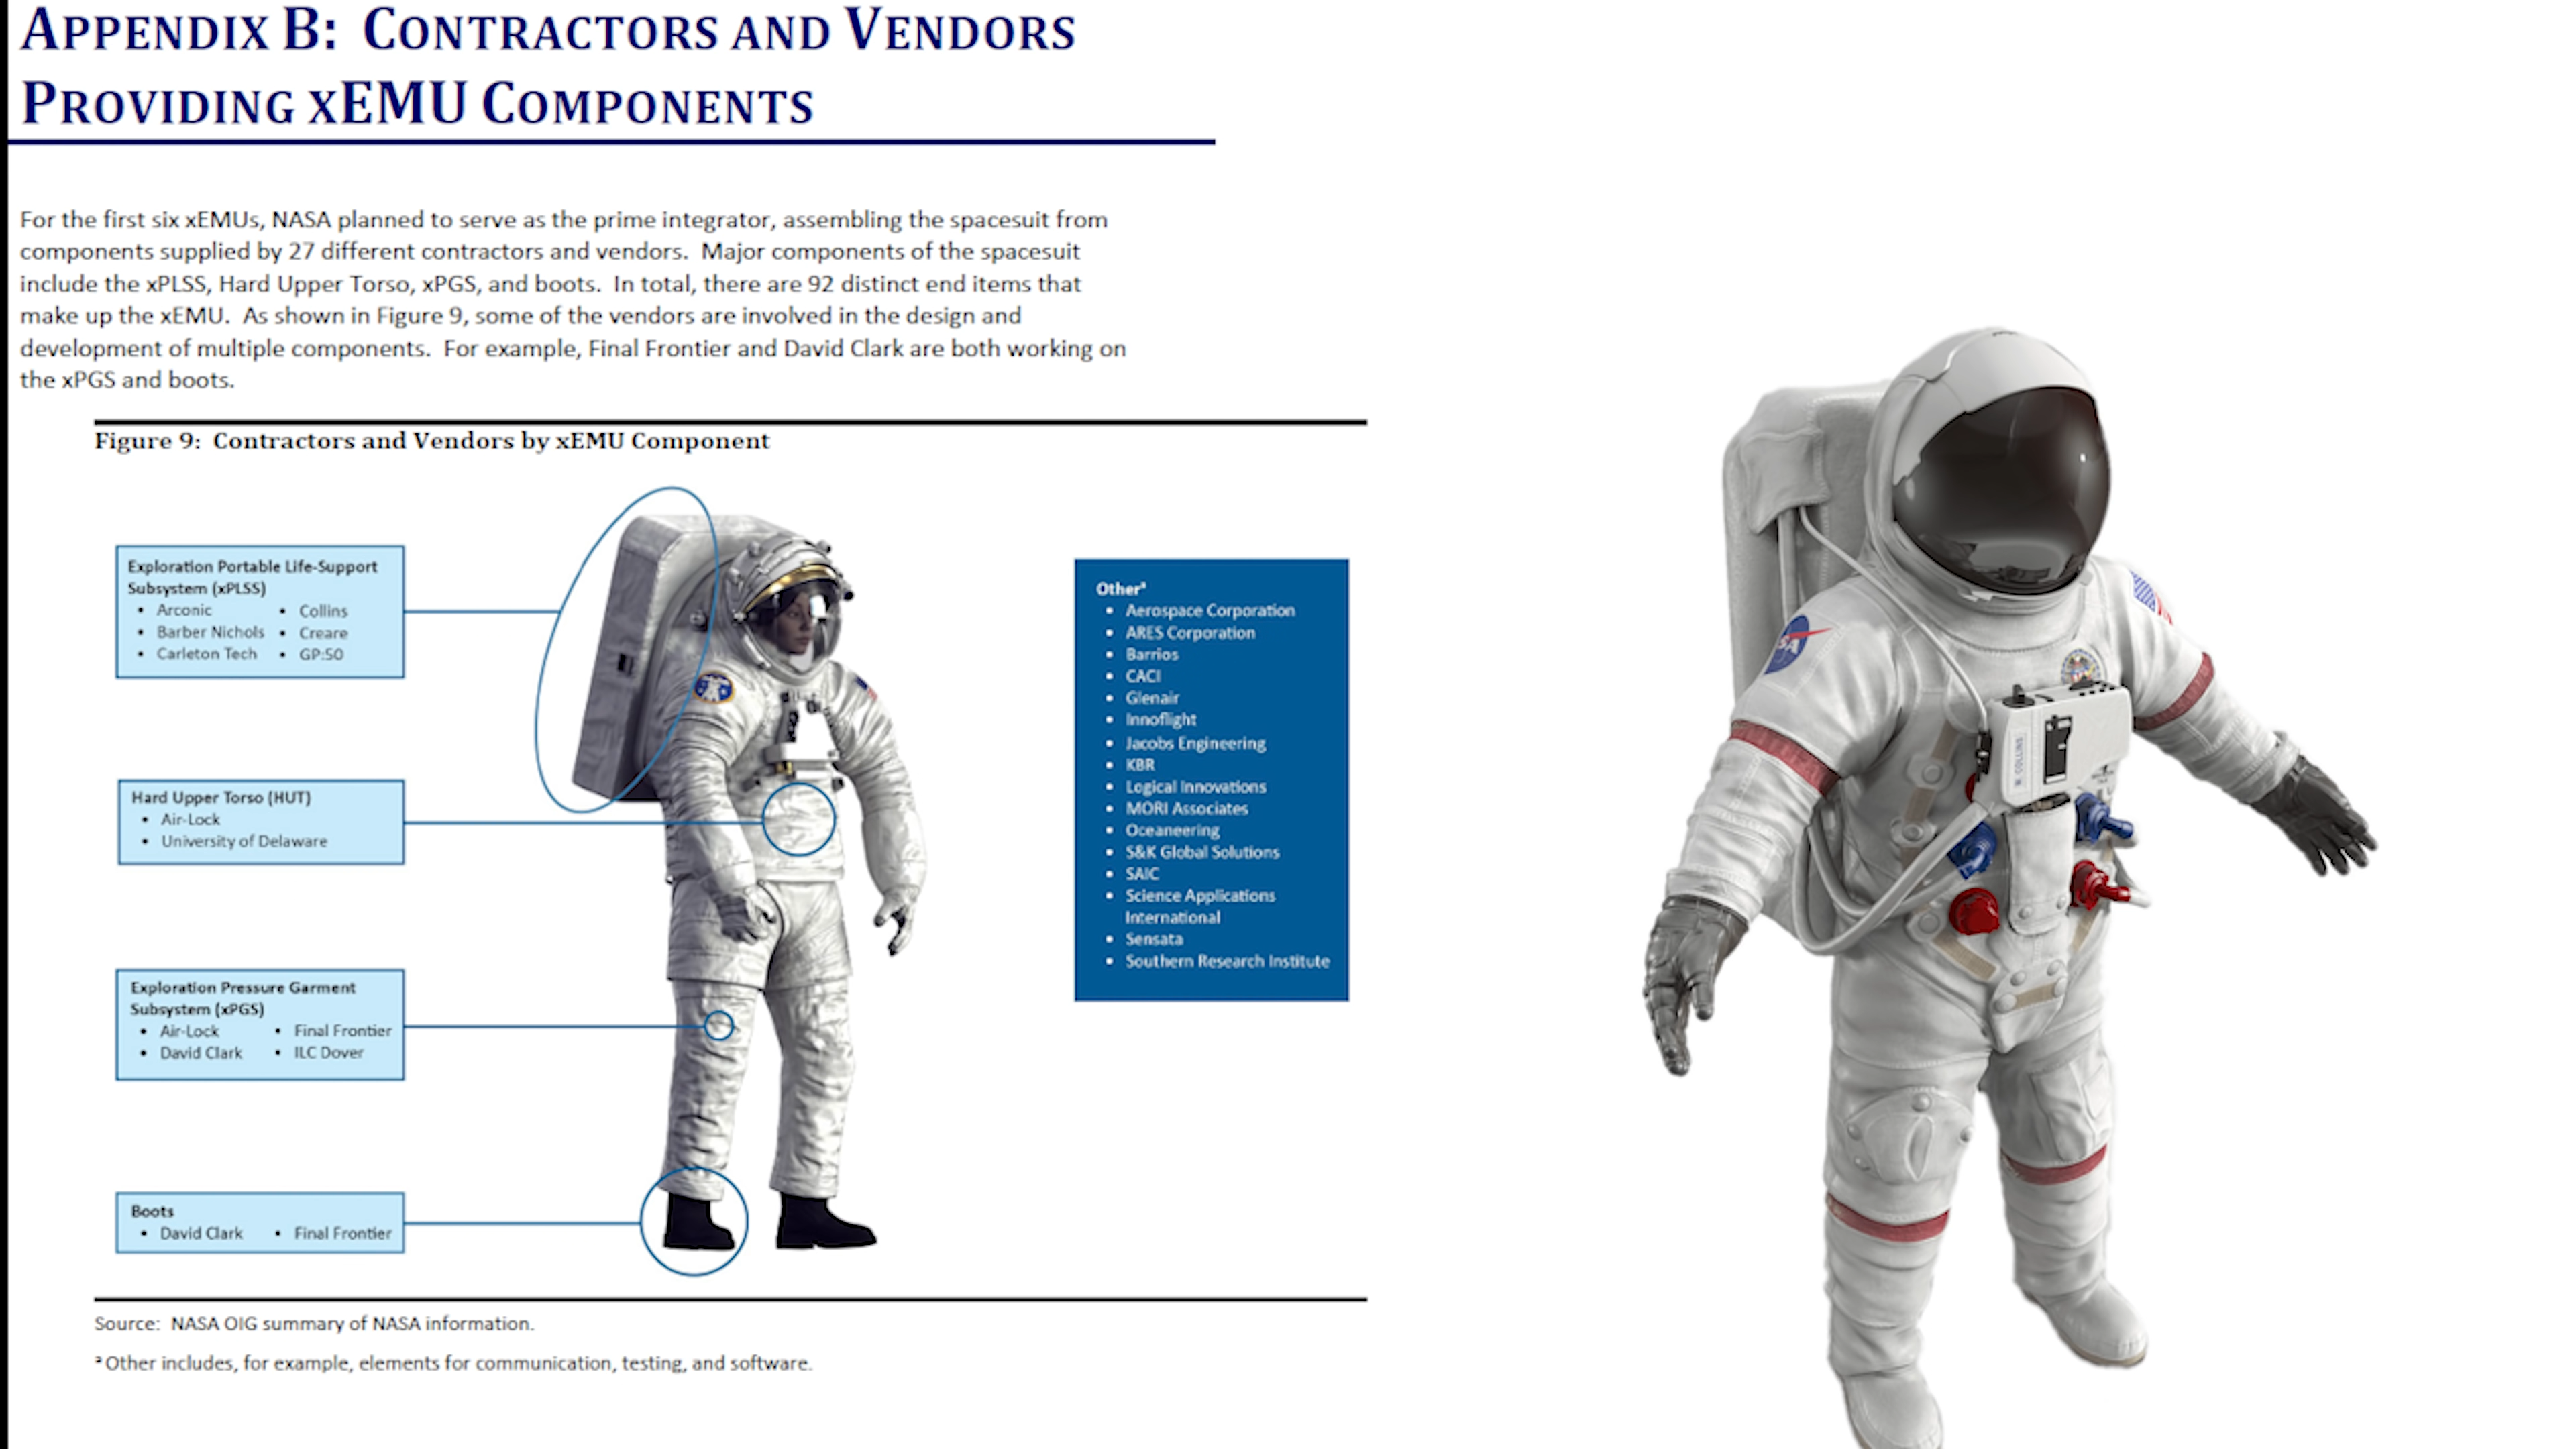 APPENDIX B: CONTRACTORS AND VENDORS
PROVIDING XEMU COMPONENTS
For the first six xEMUs, NASA planned to serve as the prime integrator, assembling the spacesuit from
components supplied by 27 different contractors and vendors. Major components of the spacesuit
include the xPLSS, Hard Upper Torso, xPGS, and boots. In total, there are 92 distinct end items that
make up the xEMU. As shown in Figure 9, some of the vendors are involved in the design and
development of multiple components. For example, Final Frontier and David Clark are both working on
the xPGS and boots.
Figure 9: Contractors and Vendors by xEMU Component
Exploration Portable Life-Support
Subsystem (xPLSS)
• Arconic • Collins
• Barber Nichols • Creare
• Carleton Tech • GP:50
Hard Upper Torso (HUT)
• Air-Lock
• University of Delaware
Exploration Pressure Garment
Subsystem (xPGS)
• Air-Lock • Final Frontier
• David Clark • ILC Dover
Boots
• David Clark • Final Frontier
Otherᵃ
• Aerospace Corporation
• ARES Corporation
• Barrios
• CACI
• Glenair
• Innoflight
• Jacobs Engineering
• KBR
• Logical Innovations
• MORI Associates
• Oceaneering
• S&K Global Solutions
• SAIC
• Science Applications
International
• Sensata
• Southern Research Institute
Source: NASA OIG summary of NASA information.
ᵃ Other includes, for example, elements for communication, testing, and software.
SA
COLLINS